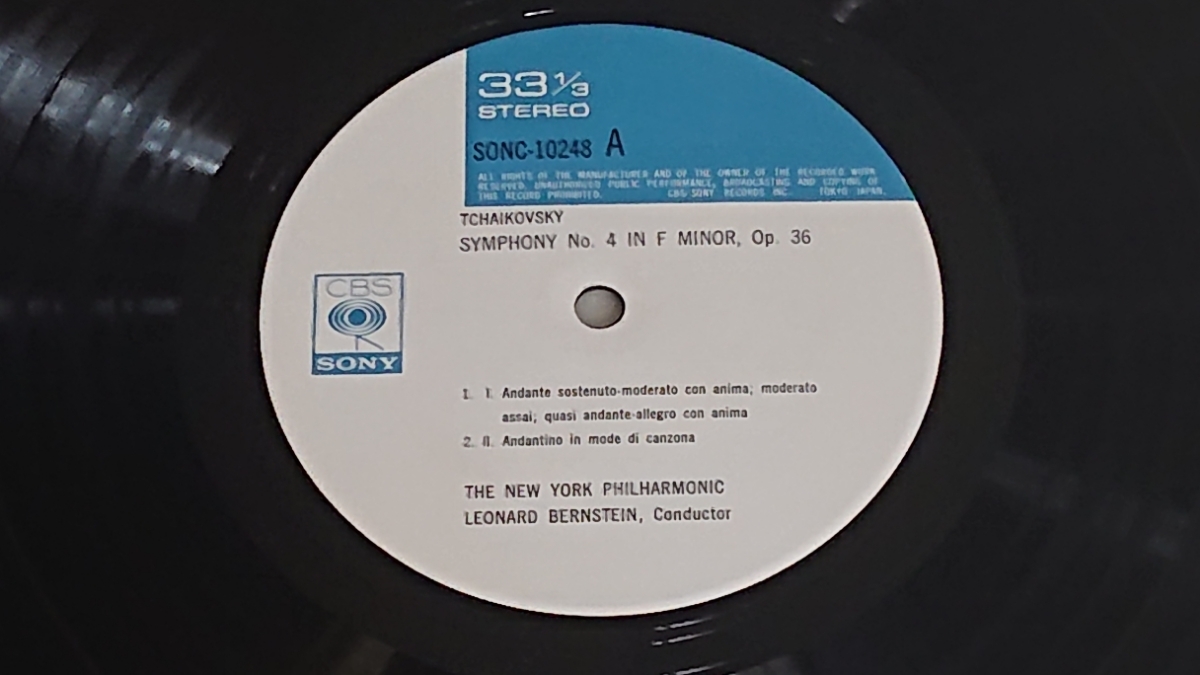 33 1/3
STEREO
SONC-10248 A
ALL RIGHTS OF THE MANUFACTURER AND OF THE OWNER OF THE RECORDED WORK
RESERVED. UNAUTHORISED PUBLIC PERFORMANCE, BROADCASTING AND COPYING OF
THIS RECORD PROHIBITED. CBS/SONY RECORDS INC. TOKYO JAPAN.
TCHAIKOVSKY
SYMPHONY No. 4 IN F MINOR, Op. 36
CBS
SONY
1. I. Andante sostenuto-moderato con anima; moderato
assai; quasi andante-allegro con anima
2. II. Andantino in mode di canzona
THE NEW YORK PHILHARMONIC
LEONARD BERNSTEIN, Conductor